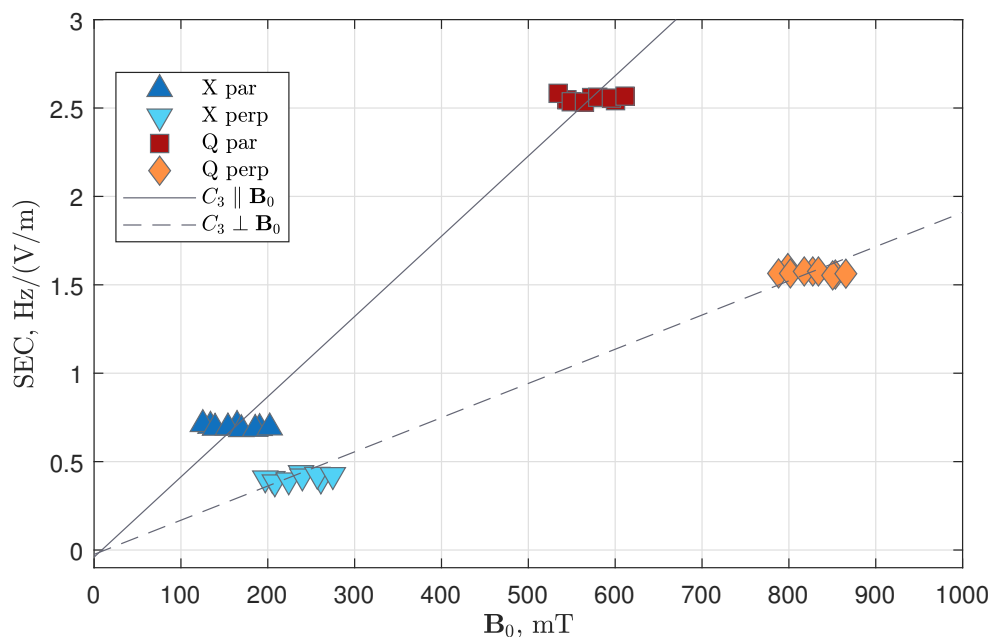 3
2.5
2
1.5
1
0.5
0
SEC, Hz/(V/m)
X par
X perp
Q par
Q perp
C₃ ∥ B₀
C₃ ⊥ B₀
0 100 200 300 400 500 600 700 800 900 1000
B₀, mT